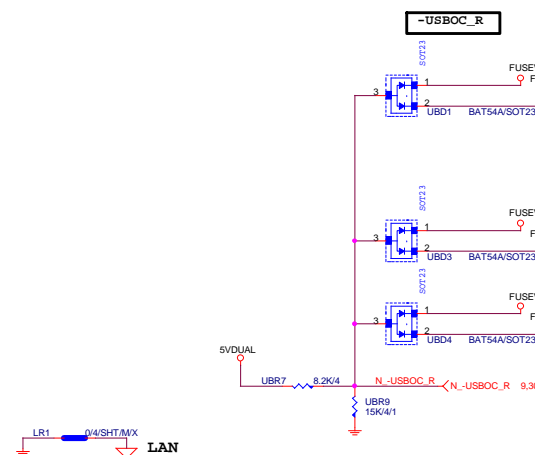 -USBOC_R
SOT23
FUSEV
1
3
2
UBD1
BAT54A/SOT23
SOT23
FUSEV
1
F
3
2
UBD3
BAT54A/SOT23
SOT23
FUSEV
1
F
3
2
UBD4
BAT54A/SOT23
5VDUAL
UBR7
8.2K/4
N_-USBOC_R
N_-USBOC_R
9,36
UBR9
15K/4/1
LR1
0/4/SHT/M/X
LAN